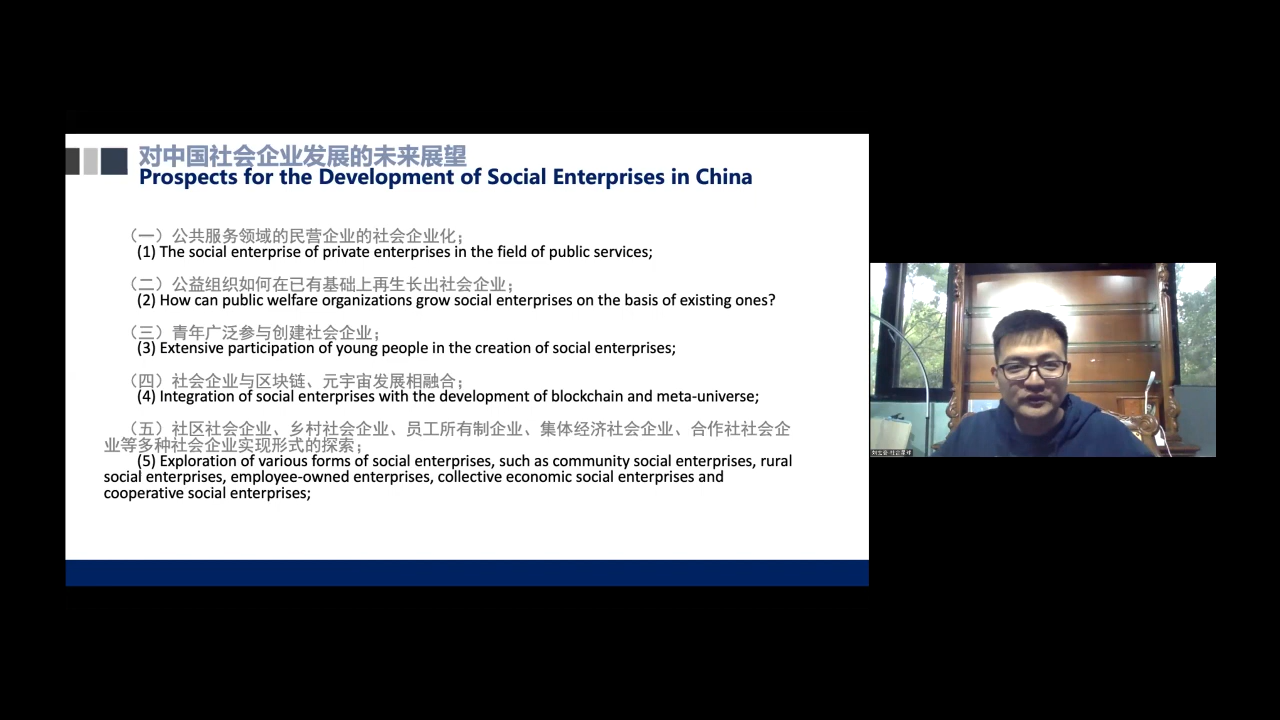 对中国社会企业发展的未来展望
Prospects for the Development of Social Enterprises in China
（一）公共服务领域的民营企业的社会企业化；
(1) The social enterprise of private enterprises in the field of public services;
（二）公益组织如何在已有基础上再生长出社会企业；
(2) How can public welfare organizations grow social enterprises on the basis of existing ones?
（三）青年广泛参与创建社会企业；
(3) Extensive participation of young people in the creation of social enterprises;
（四）社会企业与区块链、元宇宙发展相融合；
(4) Integration of social enterprises with the development of blockchain and meta-universe;
（五）社区社会企业、乡村社会企业、员工所有制企业、集体经济社会企业、合作社社会企
业等多种社会企业实现形式的探索；
(5) Exploration of various forms of social enterprises, such as community social enterprises, rural
social enterprises, employee-owned enterprises, collective economic social enterprises and
cooperative social enterprises;